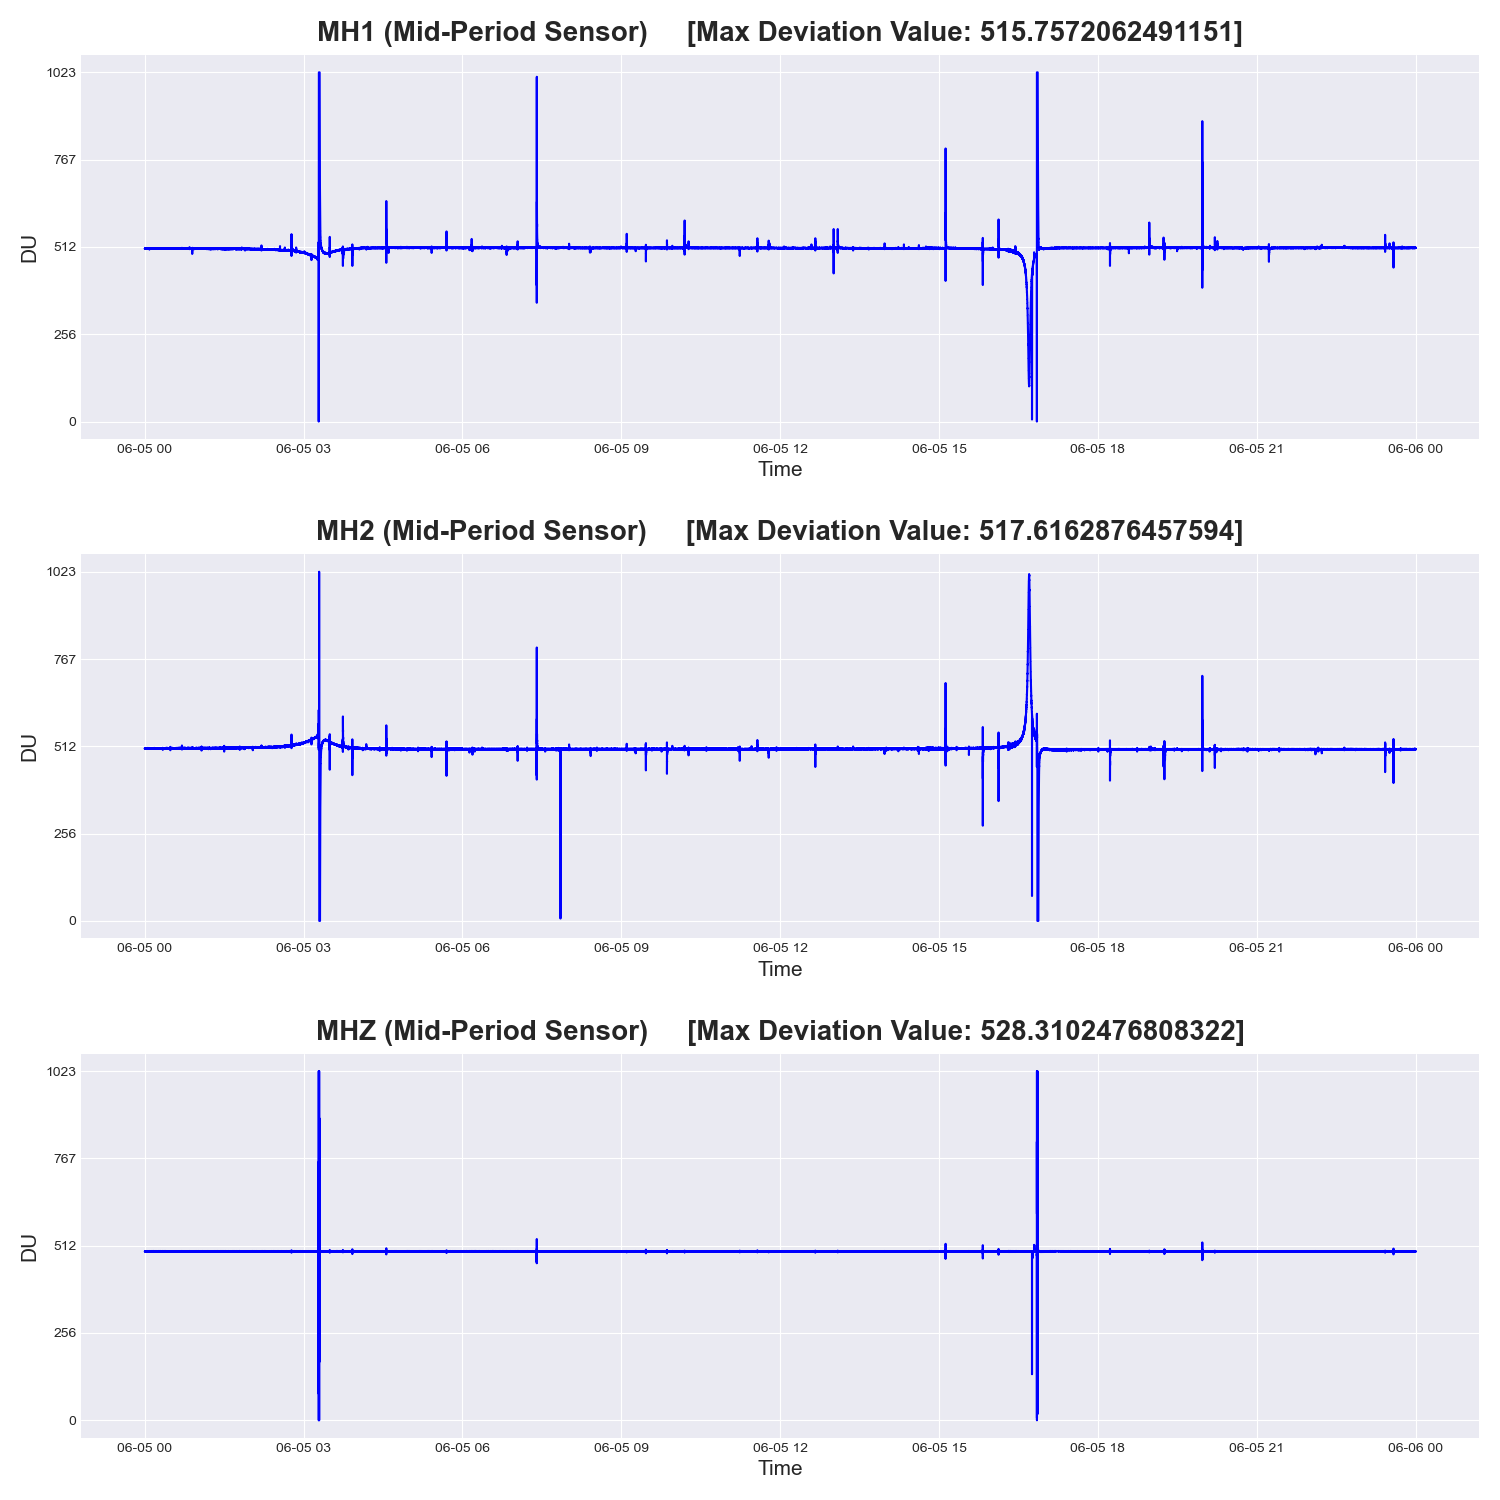 MH1 (Mid-Period Sensor) [Max Deviation Value: 515.7572062491151]
1023
767
512
256
0
DU
06-05 00 06-05 03 06-05 06 06-05 09 06-05 12 06-05 15 06-05 18 06-05 21 06-06 00
Time
MH2 (Mid-Period Sensor) [Max Deviation Value: 517.6162876457594]
1023
767
512
256
0
DU
06-05 00 06-05 03 06-05 06 06-05 09 06-05 12 06-05 15 06-05 18 06-05 21 06-06 00
Time
MHZ (Mid-Period Sensor) [Max Deviation Value: 528.3102476808322]
1023
767
512
256
0
DU
06-05 00 06-05 03 06-05 06 06-05 09 06-05 12 06-05 15 06-05 18 06-05 21 06-06 00
Time